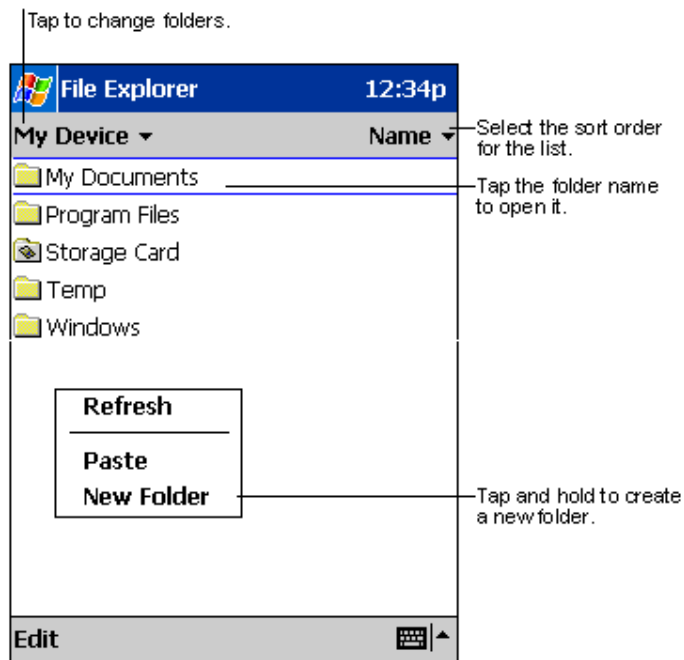 Tap to change folders.
File Explorer 12:34p
My Device Name
Select the sort order
for the list.
My Documents
Tap the folder name
to open it.
Program Files
Storage Card
Temp
Windows
Refresh
Paste
New Folder
Tap and hold to create
a new folder.
Edit